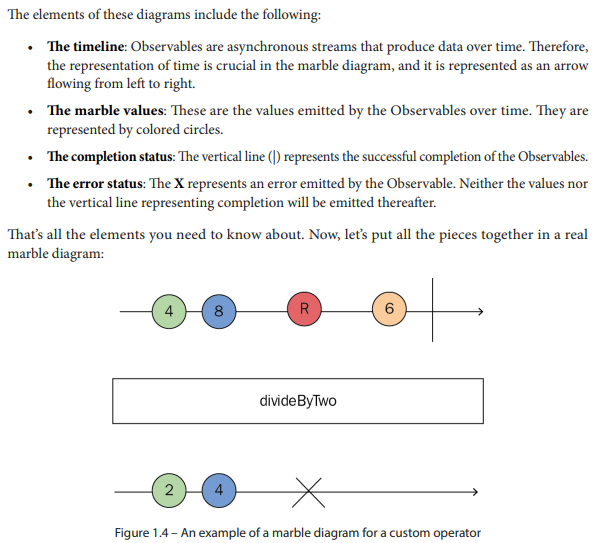 The elements of these diagrams include the following:
• The timeline: Observables are asynchronous streams that produce data over time. Therefore,
the representation of time is crucial in the marble diagram, and it is represented as an arrow
flowing from left to right.
• The marble values: These are the values emitted by the Observables over time. They are
represented by colored circles.
• The completion status: The vertical line (|) represents the successful completion of the Observables.
• The error status: The X represents an error emitted by the Observable. Neither the values nor
the vertical line representing completion will be emitted thereafter.
That's all the elements you need to know about. Now, let's put all the pieces together in a real
marble diagram:
4 8 R 6
divideByTwo
2 4
Figure 1.4 – An example of a marble diagram for a custom operator